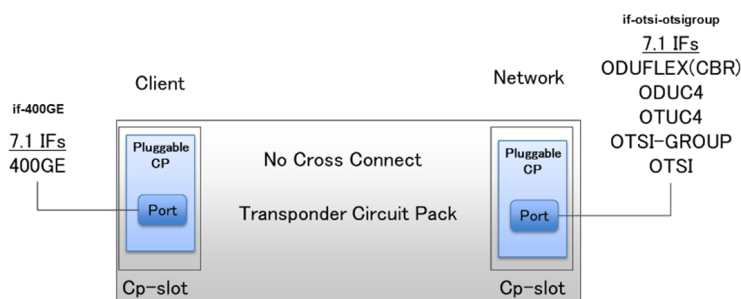 if-400GE
7.1 IFs
400GE
Client
Network
if-otsi-otsigroup
7.1 IFs
ODUFLEX(CBR)
ODUC4
OTUC4
OTSI-GROUP
OTSI
Pluggable
CP
Port
Cp-slot
No Cross Connect
Transponder Circuit Pack
Pluggable
CP
Port
Cp-slot